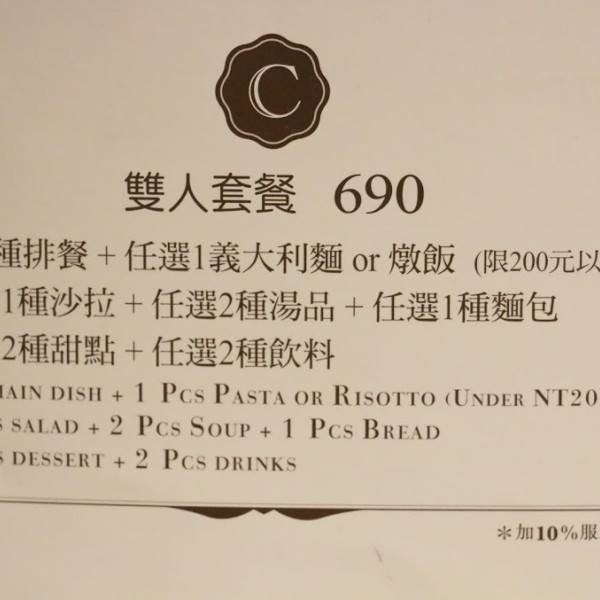 C
雙人套餐 690
種排餐 + 任選1義大利麵 or 燉飯 (限200元以
1種沙拉 + 任選2種湯品 + 任選1種麵包
2種甜點 + 任選2種飲料
MAIN DISH + 1 PCS PASTA OR RISOTTO (UNDER NT20
S SALAD + 2 PCS SOUP + 1 PCS BREAD
S DESSERT + 2 PCS DRINKS
*加10%服